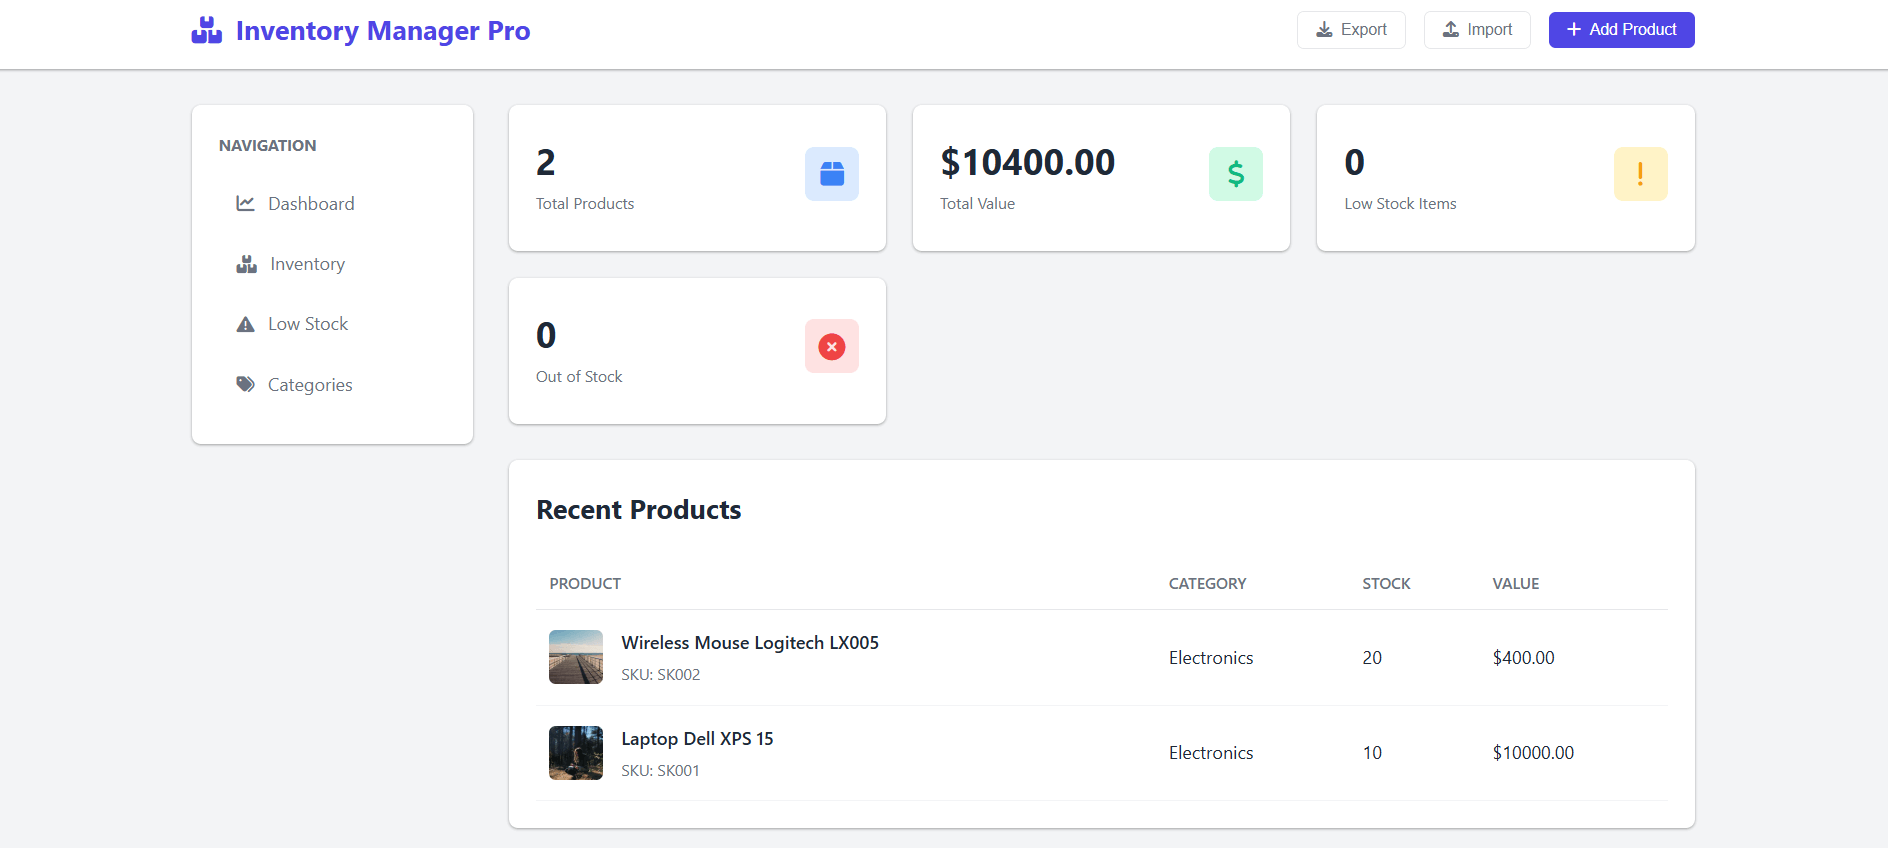 Inventory Manager Pro
Export
Import
Add Product
NAVIGATION
Dashboard
Inventory
Low Stock
Categories
2
Total Products
$10400.00
Total Value
0
Low Stock Items
0
Out of Stock
Recent Products
PRODUCT CATEGORY STOCK VALUE
Wireless Mouse Logitech LX005
SKU: SK002
Electronics 20 $400.00
Laptop Dell XPS 15
SKU: SK001
Electronics 10 $10000.00